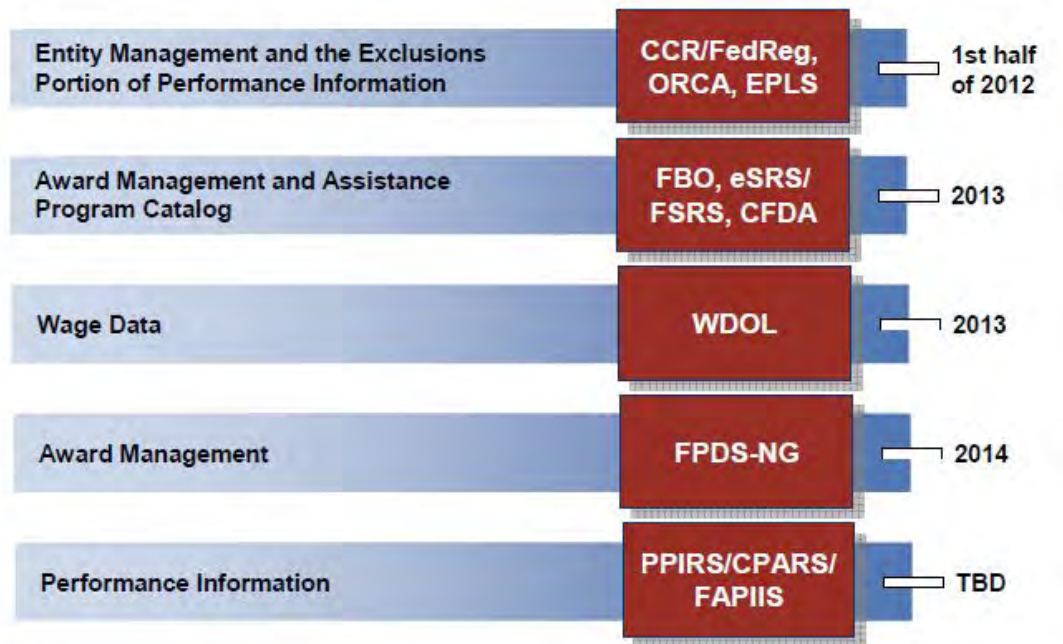 Entity Management and the Exclusions
Portion of Performance Information
CCR/FedReg,
ORCA, EPLS
1st half
of 2012
Award Management and Assistance
Program Catalog
FBO, eSRS/
FSRS, CFDA
2013
Wage Data
WDOL
2013
Award Management
FPDS-NG
2014
Performance Information
PPIRS/CPARS/
FAPIIS
TBD